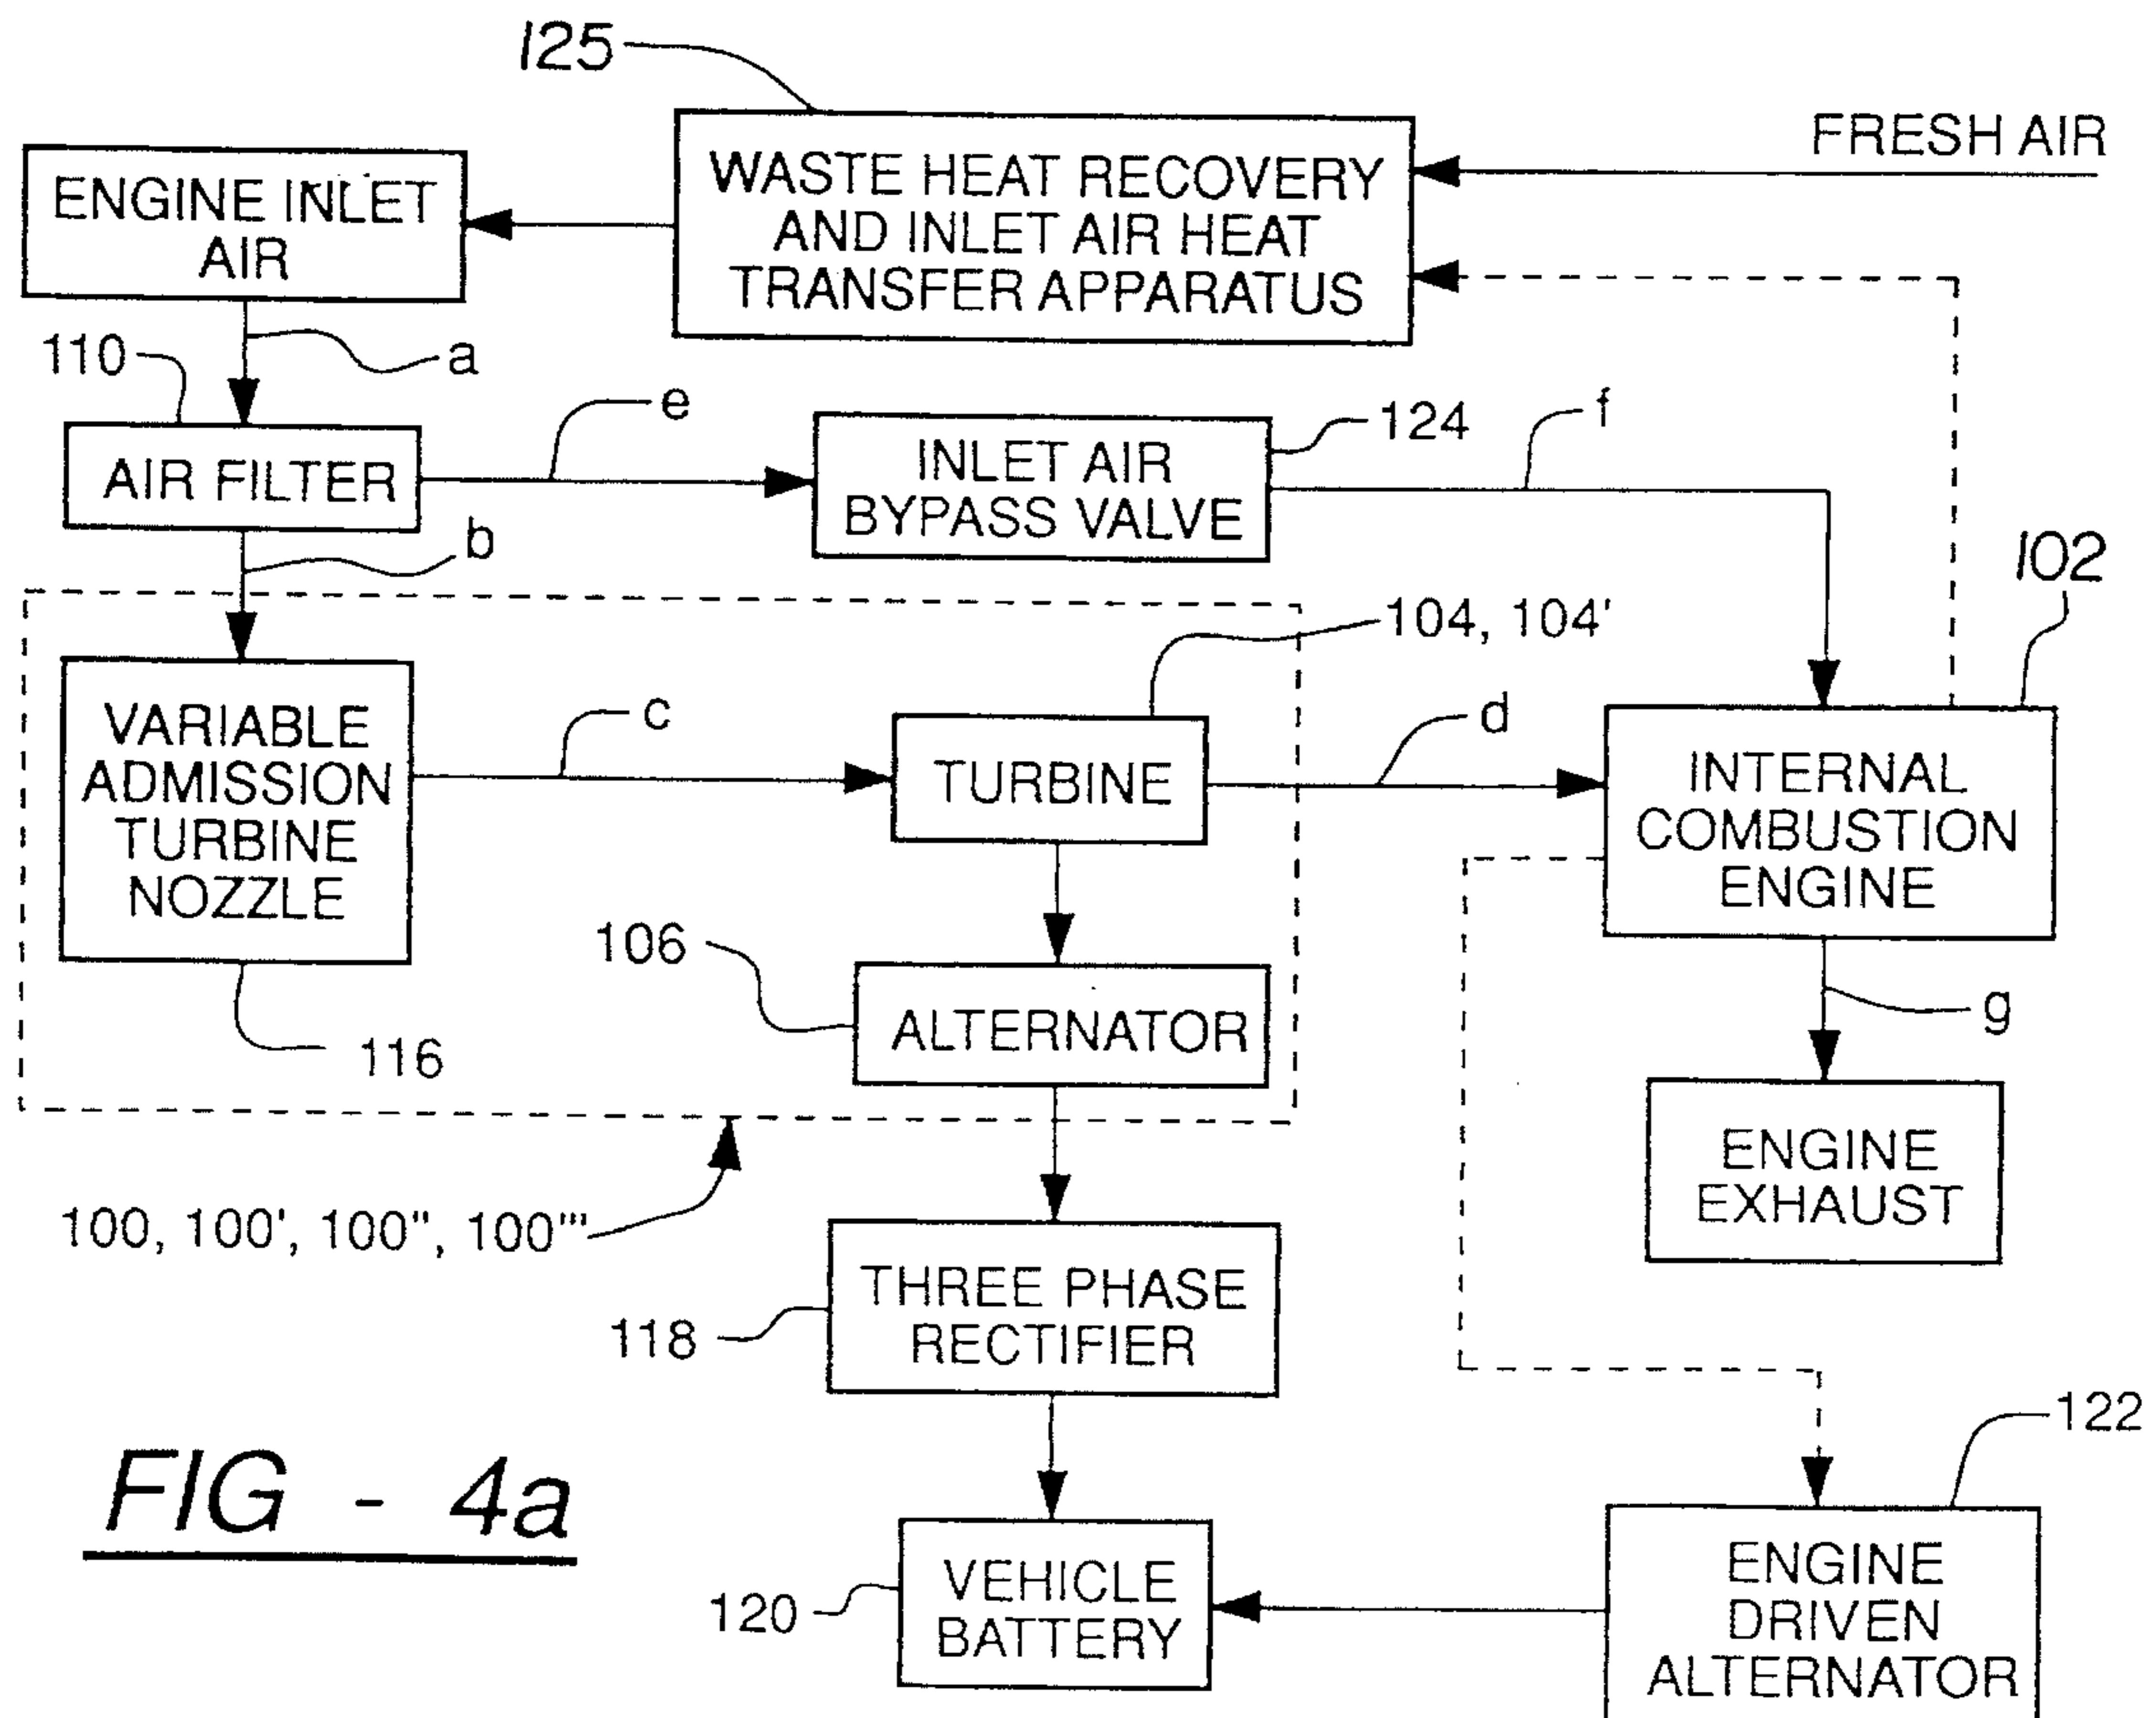 125
FRESH AIR
WASTE HEAT RECOVERY
AND INLET AIR HEAT
TRANSFER APPARATUS
ENGINE INLET
AIR
110
a
e
124
f
AIR FILTER
INLET AIR
BYPASS VALVE
b
102
104, 104'
VARIABLE
ADMISSION
TURBINE
NOZZLE
c
TURBINE
d
INTERNAL
COMBUSTION
ENGINE
106
ALTERNATOR
116
g
ENGINE
EXHAUST
100, 100', 100", 100"'
THREE PHASE
RECTIFIER
118
122
FIG - 4a
VEHICLE
BATTERY
120
ENGINE
DRIVEN
ALTERNATOR